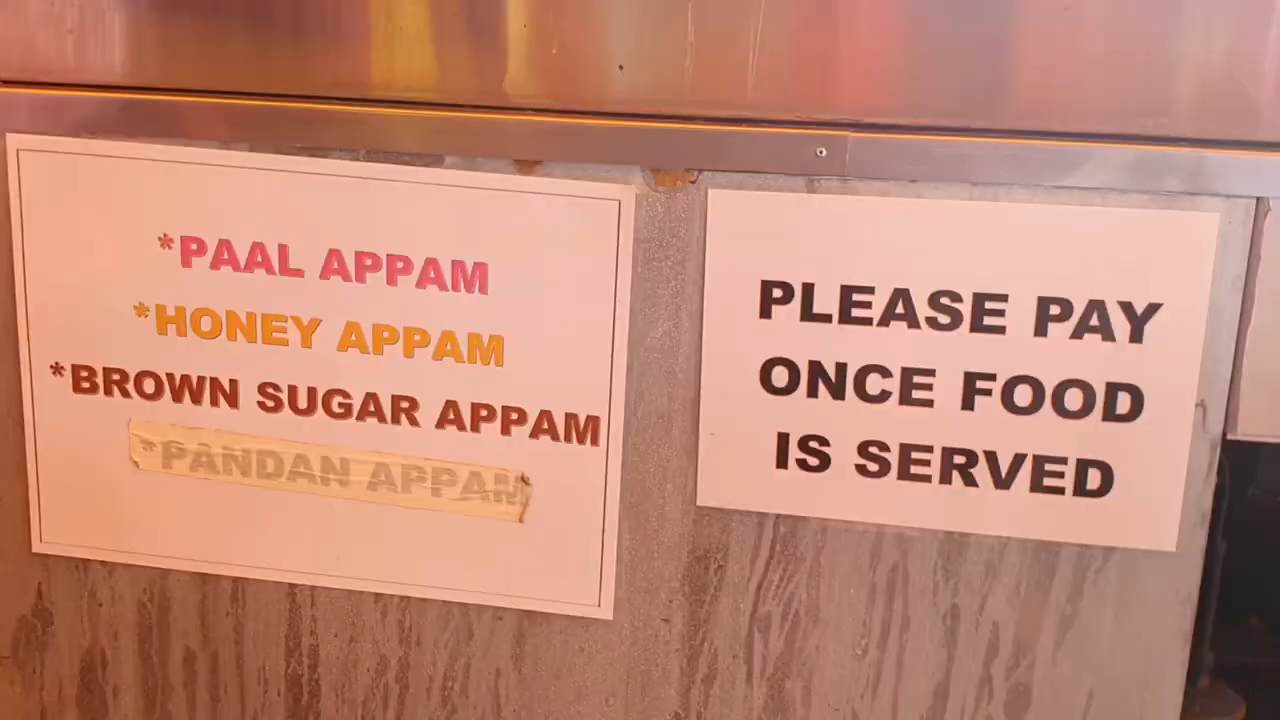 *PAAL APPAM
*HONEY APPAM
*BROWN SUGAR APPAM
*PANDAN APPAM
PLEASE PAY
ONCE FOOD
IS SERVED